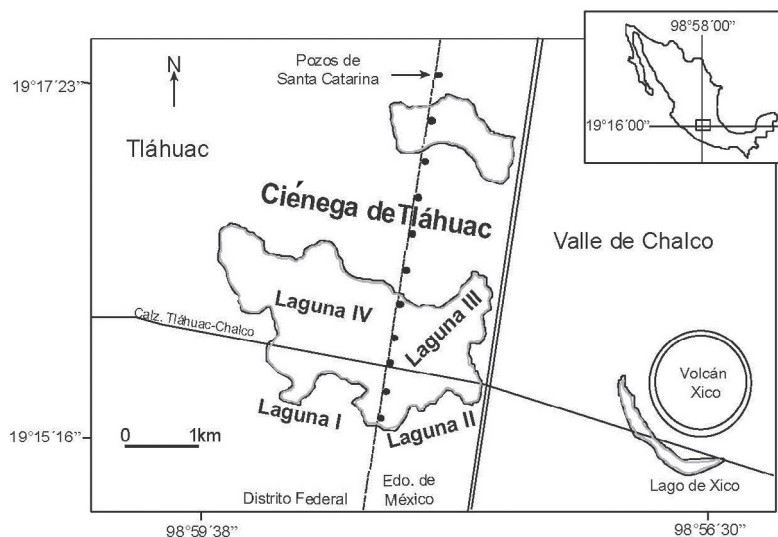 98°58´00”
19°16´00”
19°17´23”
N
Pozos de
Santa Catarina
Tláhuac
Ciénega de Tláhuac
Valle de Chalco
Laguna IV
Laguna III
Calz. Tláhuac-Chalco
Laguna I
Laguna II
Volcán
Xico
Lago de Xico
19°15´16”
0 1km
Distrito Federal
Edo. de
México
98°59´38”
98°56´30”